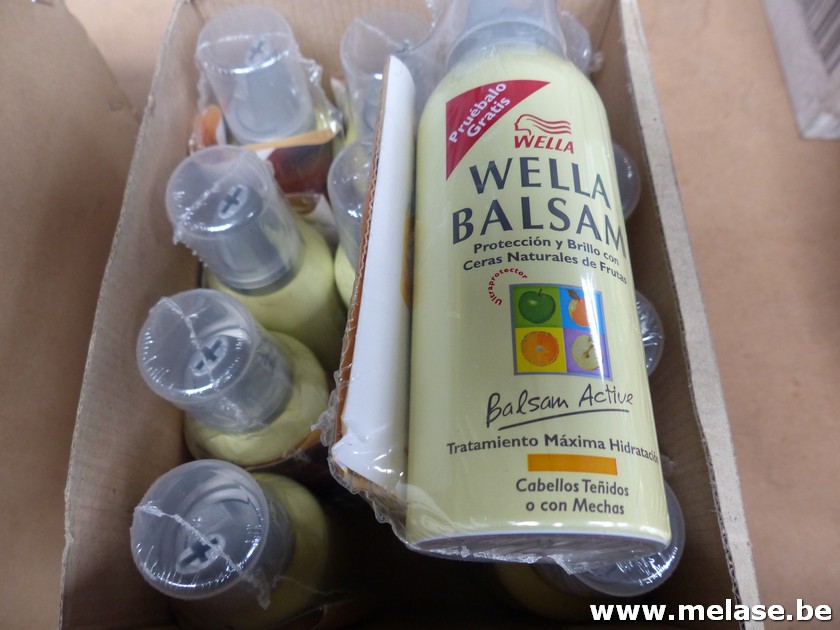 Pruébalo
Gratis
WELLA
WELLA
BALSAM
Protección y Brillo con
Ceras Naturales de Frutas
Ultraprotector
Balsam Active
Tratamiento Máxima Hidratación
Cabellos Teñidos
o con Mechas
www.melase.be